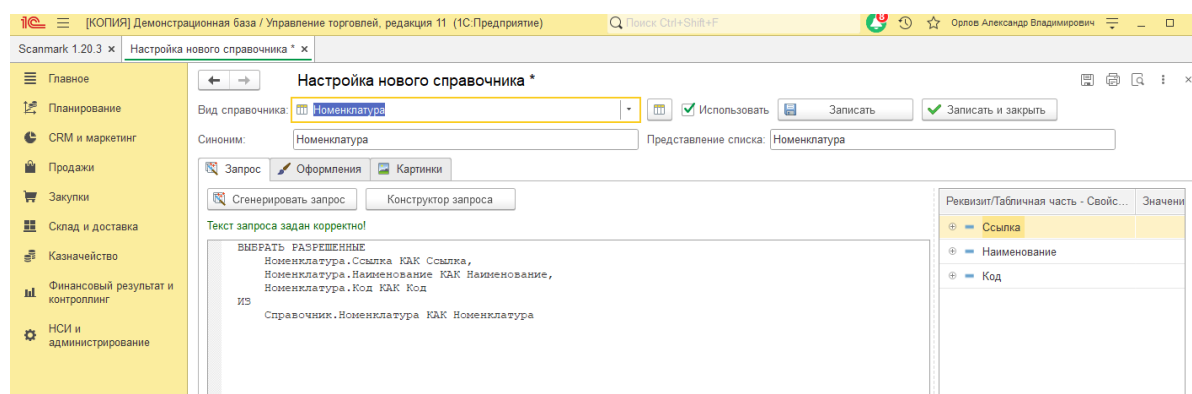 1С [КОПИЯ] Демонстрационная база / Управление торговлей, редакция 11 (1С:Предприятие) Поиск Ctrl+Shift+F 8 Орлов Александр Владимирович
Scanmark 1.20.3 × Настройка нового справочника * ×
Главное
Планирование
CRM и маркетинг
Продажи
Закупки
Склад и доставка
Казначейство
Финансовый результат и
контроллинг
НСИ и
администрирование
Настройка нового справочника *
Вид справочника: Номенклатура Использовать Записать Записать и закрыть
Синоним: Номенклатура Представление списка: Номенклатура
Запрос Оформления Картинки
Сгенерировать запрос Конструктор запроса
Текст запроса задан корректно!
ВЫБРАТЬ РАЗРЕШЕННЫЕ
Номенклатура.Ссылка КАК Ссылка,
Номенклатура.Наименование КАК Наименование,
Номенклатура.Код КАК Код
ИЗ
Справочник.Номенклатура КАК Номенклатура
Реквизит/Табличная часть - Свойс... Значени
Ссылка
Наименование
Код